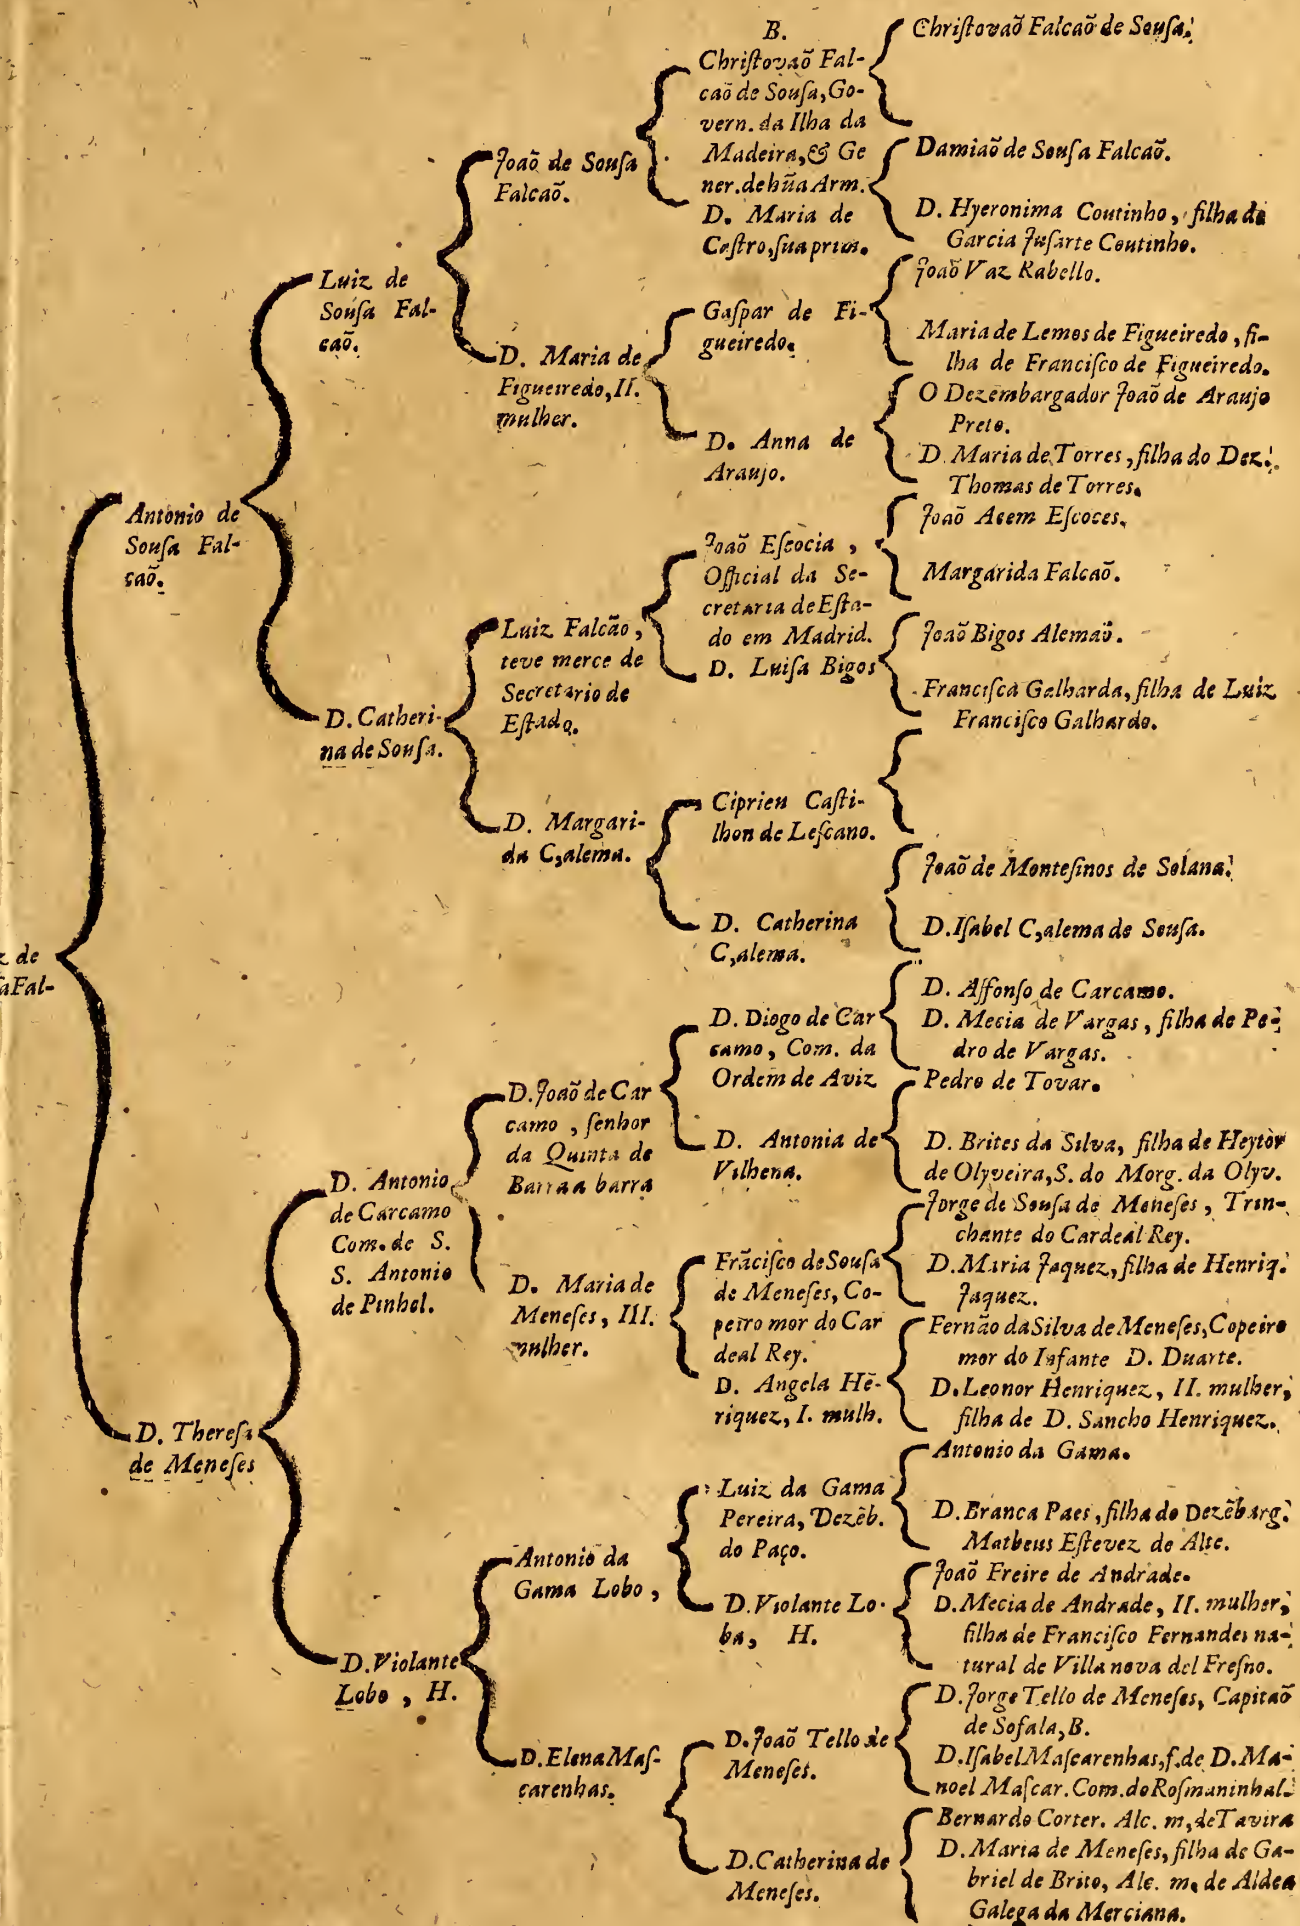 z de
ſaFal-
Antonio de
Souſa Fal-
caõ.
D. Thereſa
de Meneſes
Luiz de
Souſa Fal-
caõ.
D. Catheri-
na de Souſa.
D. Antonio
de Carcamo
Com. de S.
S. Antonio
de Pinhel.
D. Violante
Lobo, H.
Joaõ de Souſa
Falcaõ.
D. Maria de
Figueiredo, II.
mulher.
Luiz Falcão,
teve merce de
Secretario de
Eſtado.
D. Margari-
da C,alema.
D. Joaõ de Car
camo, ſenhor
da Quinta de
Barra a barra
D. Maria de
Meneſes, III.
mulher.
Antonio da
Gama Lobo,
D. Elena Maſ-
carenhas.
B.
Chriſtovaõ Fal-
caõ de Souſa, Go-
vern. da Ilha da
Madeira, & Ge
ner. de hũa Arm.
D. Maria de
Caſtro, ſua prim.
Gaſpar de Fi-
gueiredo.
D. Anna de
Araujo.
Joaõ Eſcocia,
Official da Se-
cretaria de Eſta-
do em Madrid.
D. Luiſa Bigos
Ciprien Caſti-
lhon de Leſcano.
D. Catherina
C,alema.
D. Diogo de Car
camo, Com. da
Ordem de Aviz
D. Antonia de
Vilhena.
Frãciſco de Souſa
de Meneſes, Co-
peiro mor do Car
deal Rey.
D. Angela Hẽ-
riquez, I. mulh.
Luiz da Gama
Pereira, Dezẽb.
do Paço.
D. Violante Lo-
ba, H.
D. Joaõ Tello de
Meneſes.
D. Catherina de
Meneſes.
Chriſtovaõ Falcaõ de Souſa.
Damiaõ de Souſa Falcaõ.
D. Hyeronima Coutinho, filha de
Garcia Juſarte Coutinho.
Joaõ Vaz Rabello.
Maria de Lemos de Figueiredo, fi-
lha de Franciſco de Figueiredo.
O Dezembargador Joaõ de Araujo
Preto.
D. Maria de Torres, filha do Dez.
Thomas de Torres.
Joaõ Acem Eſcoces.
Margarida Falcaõ.
Joaõ Bigos Alemaõ.
Franciſca Galharda, filha de Luiz
Franciſco Galhardo.
Joaõ de Monteſinos de Solana.
D. Iſabel C,alema de Souſa.
D. Affonſo de Carcamo.
D. Mecia de Vargas, filha de Pe-
dro de Vargas.
Pedro de Tovar.
D. Brites da Silva, filha de Heytor
de Olyveira, S. do Morg. da Olyv.
Jorge de Souſa de Meneſes, Trin-
chante do Cardeal Rey.
D. Maria Jaquez, filha de Henriq.
Jaquez.
Fernão da Silva de Meneſes, Copeiro
mor do Infante D. Duarte.
D. Leonor Henriquez, II. mulher,
filha de D. Sancho Henriquez.
Antonio da Gama.
D. Branca Paes, filha do Dezẽbarg.
Matheus Eſtevez de Alte.
Joaõ Freire de Andrade.
D. Mecia de Andrade, II. mulher,
filha de Franciſco Fernandes na-
tural de Villa nova del Freſno.
D. Jorge Tello de Meneſes, Capitaõ
de Sofala, B.
D. Iſabel Maſcarenhas, f. de D. Ma-
noel Maſcar. Com. do Roſmaninhal.
Bernardo Corter. Alc. m, de Tavira
D. Maria de Meneſes, filha de Ga-
briel de Brito, Alc. m. de Aldea
Galega da Merciana.